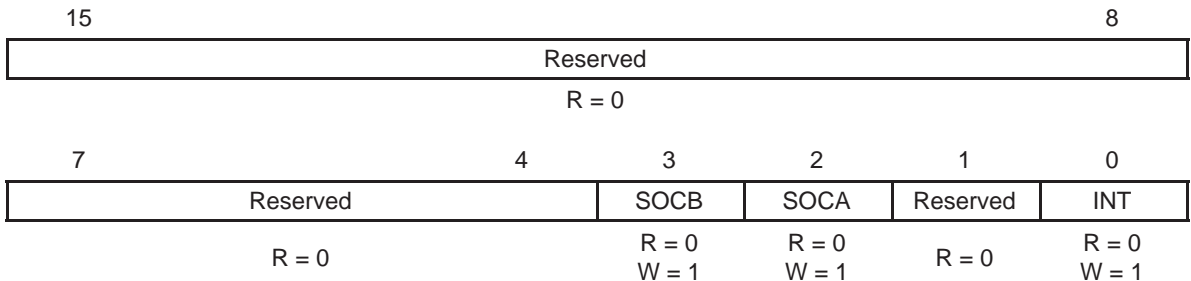 15 8
Reserved
R = 0
7 4 3 2 1 0
Reserved SOCB SOCA Reserved INT
R = 0 R = 0 R = 0 R = 0 R = 0
W = 1 W = 1 W = 1